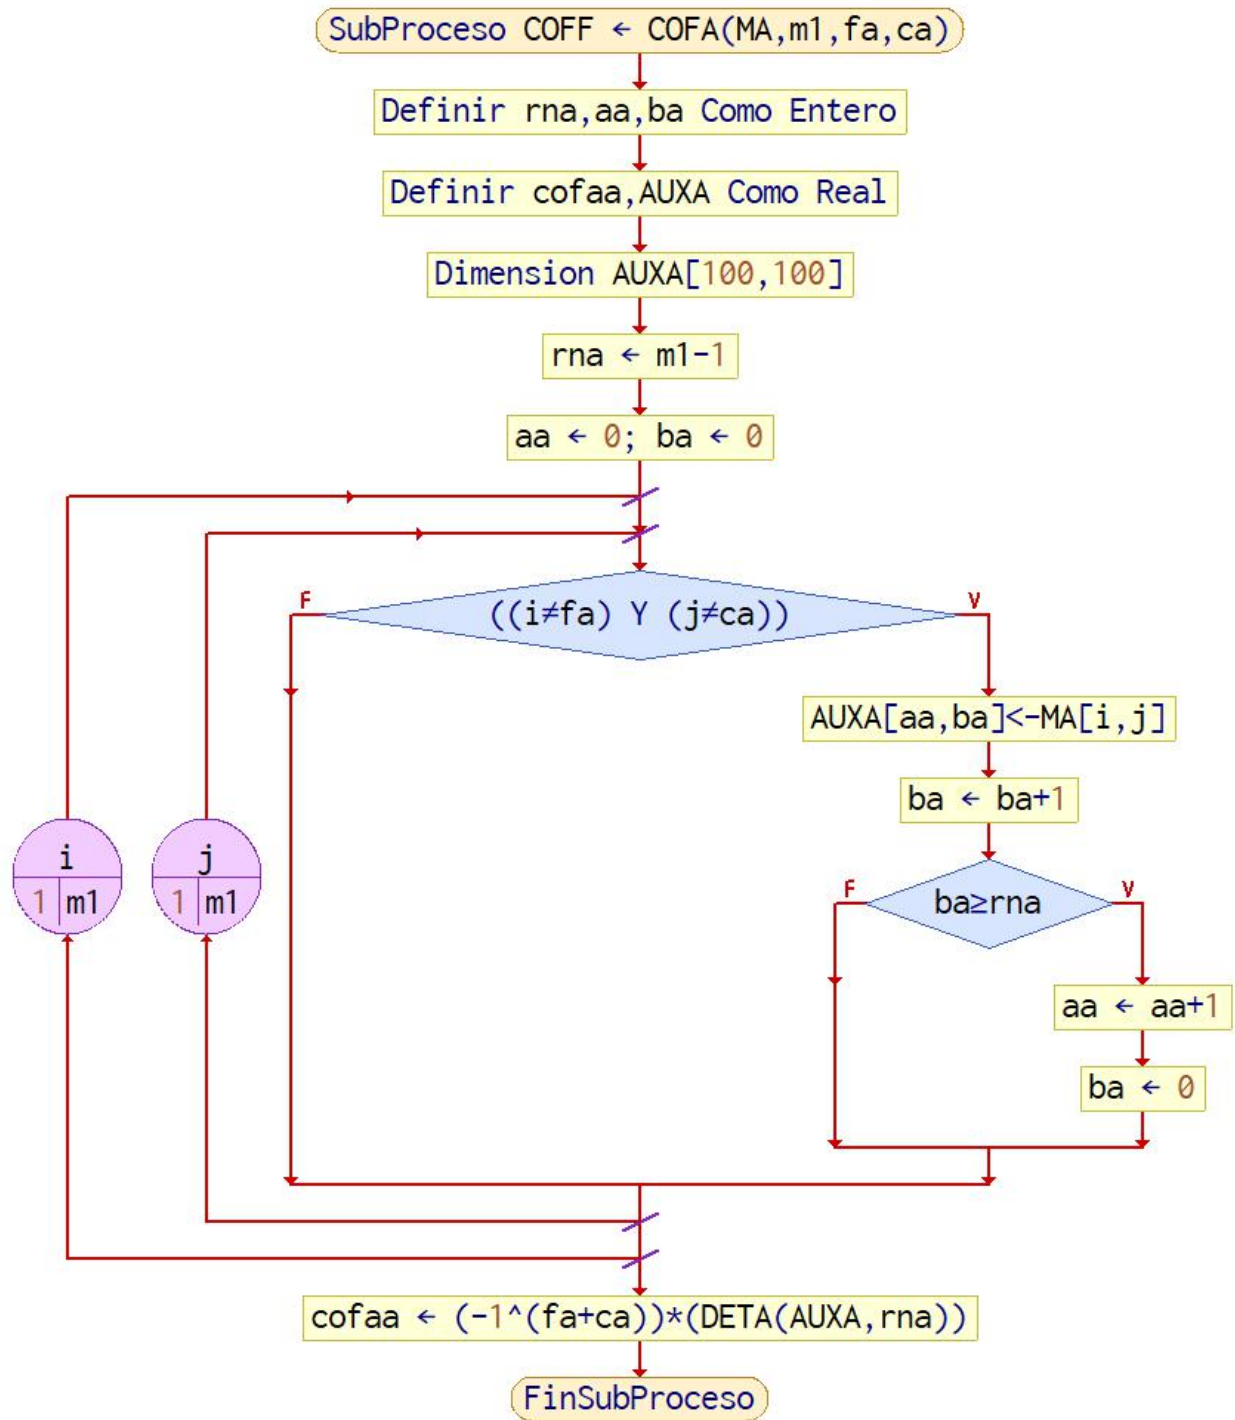 SubProceso COFF ← COFA(MA,m1,fa,ca)
Definir rna,aa,ba Como Entero
Definir cofaa,AUXA Como Real
Dimension AUXA[100,100]
rna ← m1-1
aa ← 0; ba ← 0
F
((i≠fa) Y (j≠ca))
V
AUXA[aa,ba]<-MA[i,j]
ba ← ba+1
i
1 m1
j
1 m1
F
ba≥rna
V
aa ← aa+1
ba ← 0
cofaa ← (-1^(fa+ca))*(DETA(AUXA,rna))
FinSubProceso